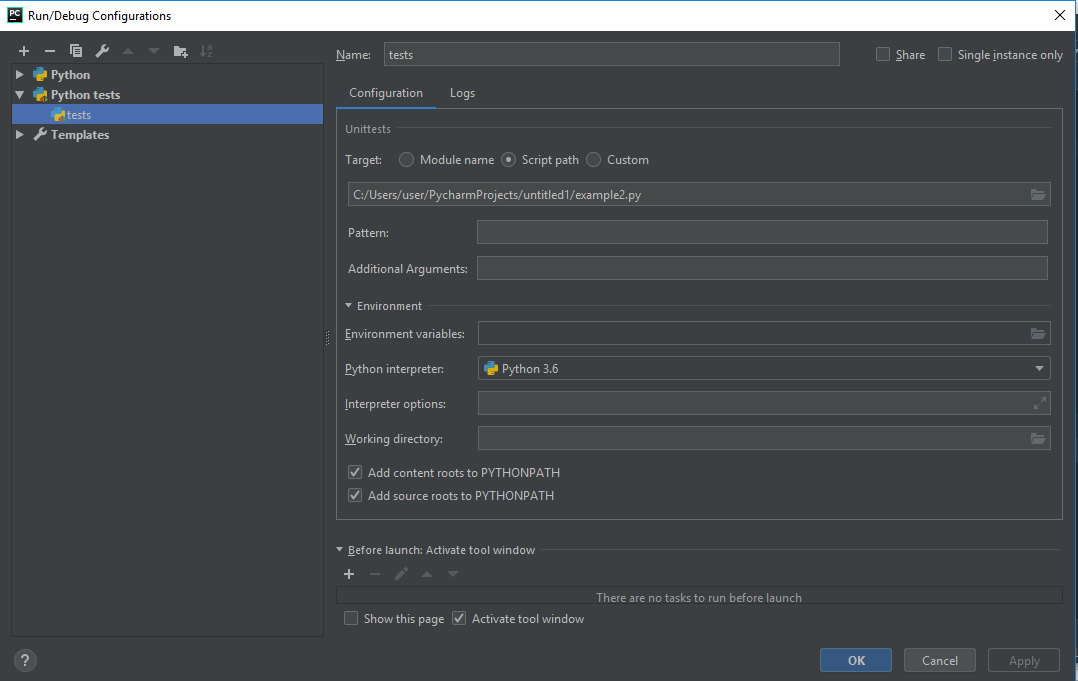 PC Run/Debug Configurations
Name: tests Share Single instance only
Python
Python tests
tests
Templates
Configuration Logs
Unittests
Target: Module name Script path Custom
C:/Users/user/PycharmProjects/untitled1/example2.py
Pattern:
Additional Arguments:
Environment
Environment variables:
Python interpreter: Python 3.6
Interpreter options:
Working directory:
Add content roots to PYTHONPATH
Add source roots to PYTHONPATH
Before launch: Activate tool window
There are no tasks to run before launch
Show this page Activate tool window
? OK Cancel Apply